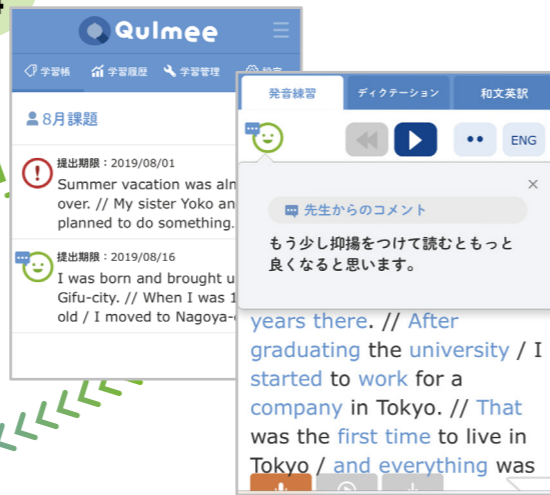 Qulmee
学習帳 学習履歴 学習管理
8月課題
提出期限：2019/08/01
Summer vacation was
over. // My sister Yoko
planned to do something.
提出期限：2019/08/16
I was born and brought
Gifu-city. // When I was
old / I moved to
発音練習 ディクテーション 和文英訳
ENG
×
先生からのコメント
もう少し抑揚をつけて読むともっと
良くなると思います。
years there. // After
graduating the university / I
started to work for a
company in Tokyo. // That
was the first time to live in
Tokyo / and everything was